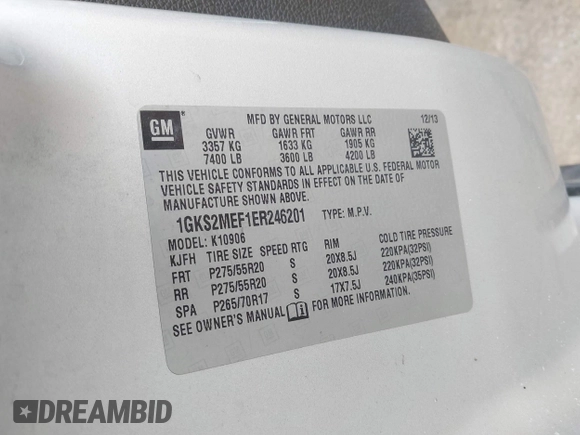 GM
MFD BY GENERAL MOTORS LLC 12/13
GVWR GAWR FRT GAWR RR
3357 KG 1633 KG 1905 KG
7400 LB 3600 LB 4200 LB
THIS VEHICLE CONFORMS TO ALL APPLICABLE U.S. FEDERAL MOTOR
VEHICLE SAFETY STANDARDS IN EFFECT ON THE DATE OF
MANUFACTURE SHOWN ABOVE.
1GKS2MEF1ER246201 TYPE: M.P.V.
MODEL: K10906
KJFH TIRE SIZE SPEED RTG RIM COLD TIRE PRESSURE
FRT P275/55R20 S 20X8.5J 220KPA(32PSI)
RR P275/55R20 S 20X8.5J 220KPA(32PSI)
SPA P265/70R17 S 17X7.5J 240KPA(35PSI)
SEE OWNER'S MANUAL FOR MORE INFORMATION.
DREAMBID